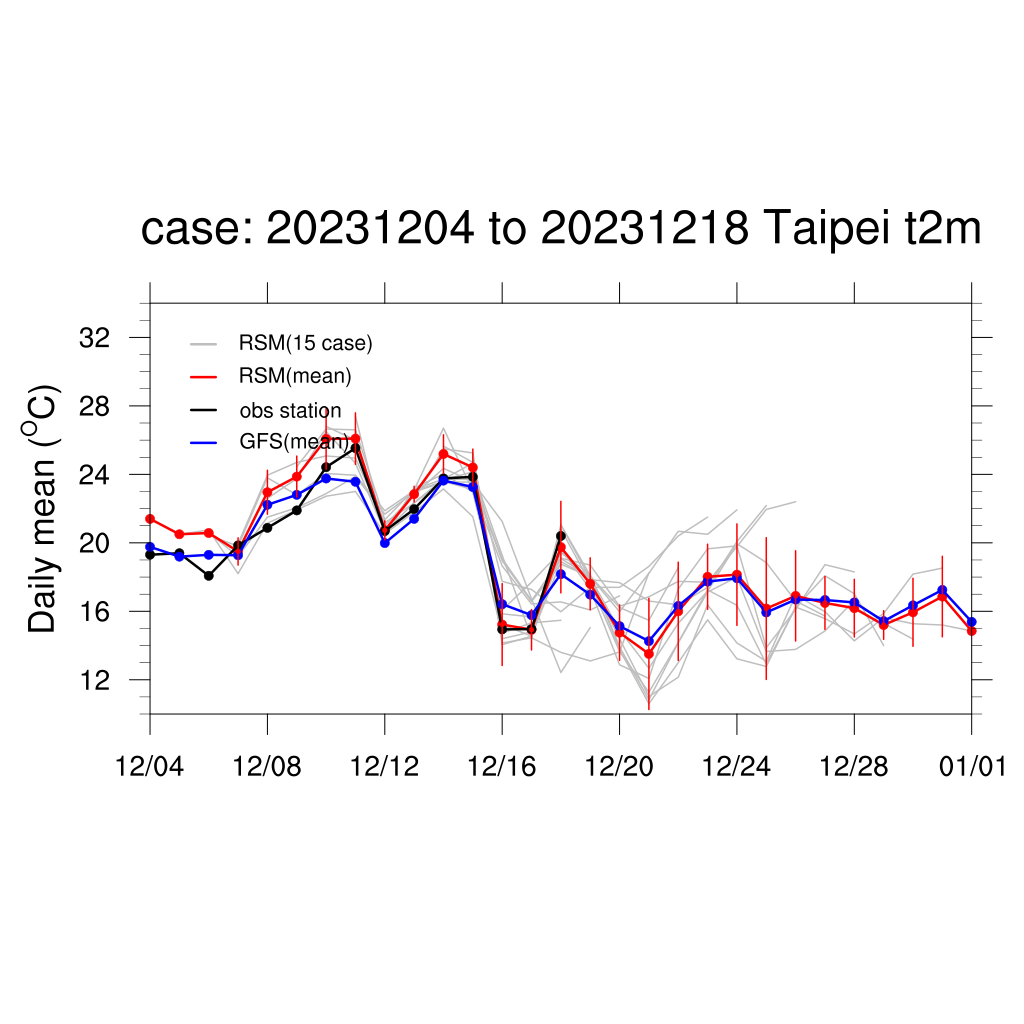 case: 20231204 to 20231218 Taipei t2m
Daily mean (°C)
32
28
24
20
16
12
RSM(15 case)
RSM(mean)
obs station
GFS(mean)
12/04 12/08 12/12 12/16 12/20 12/24 12/28 01/01